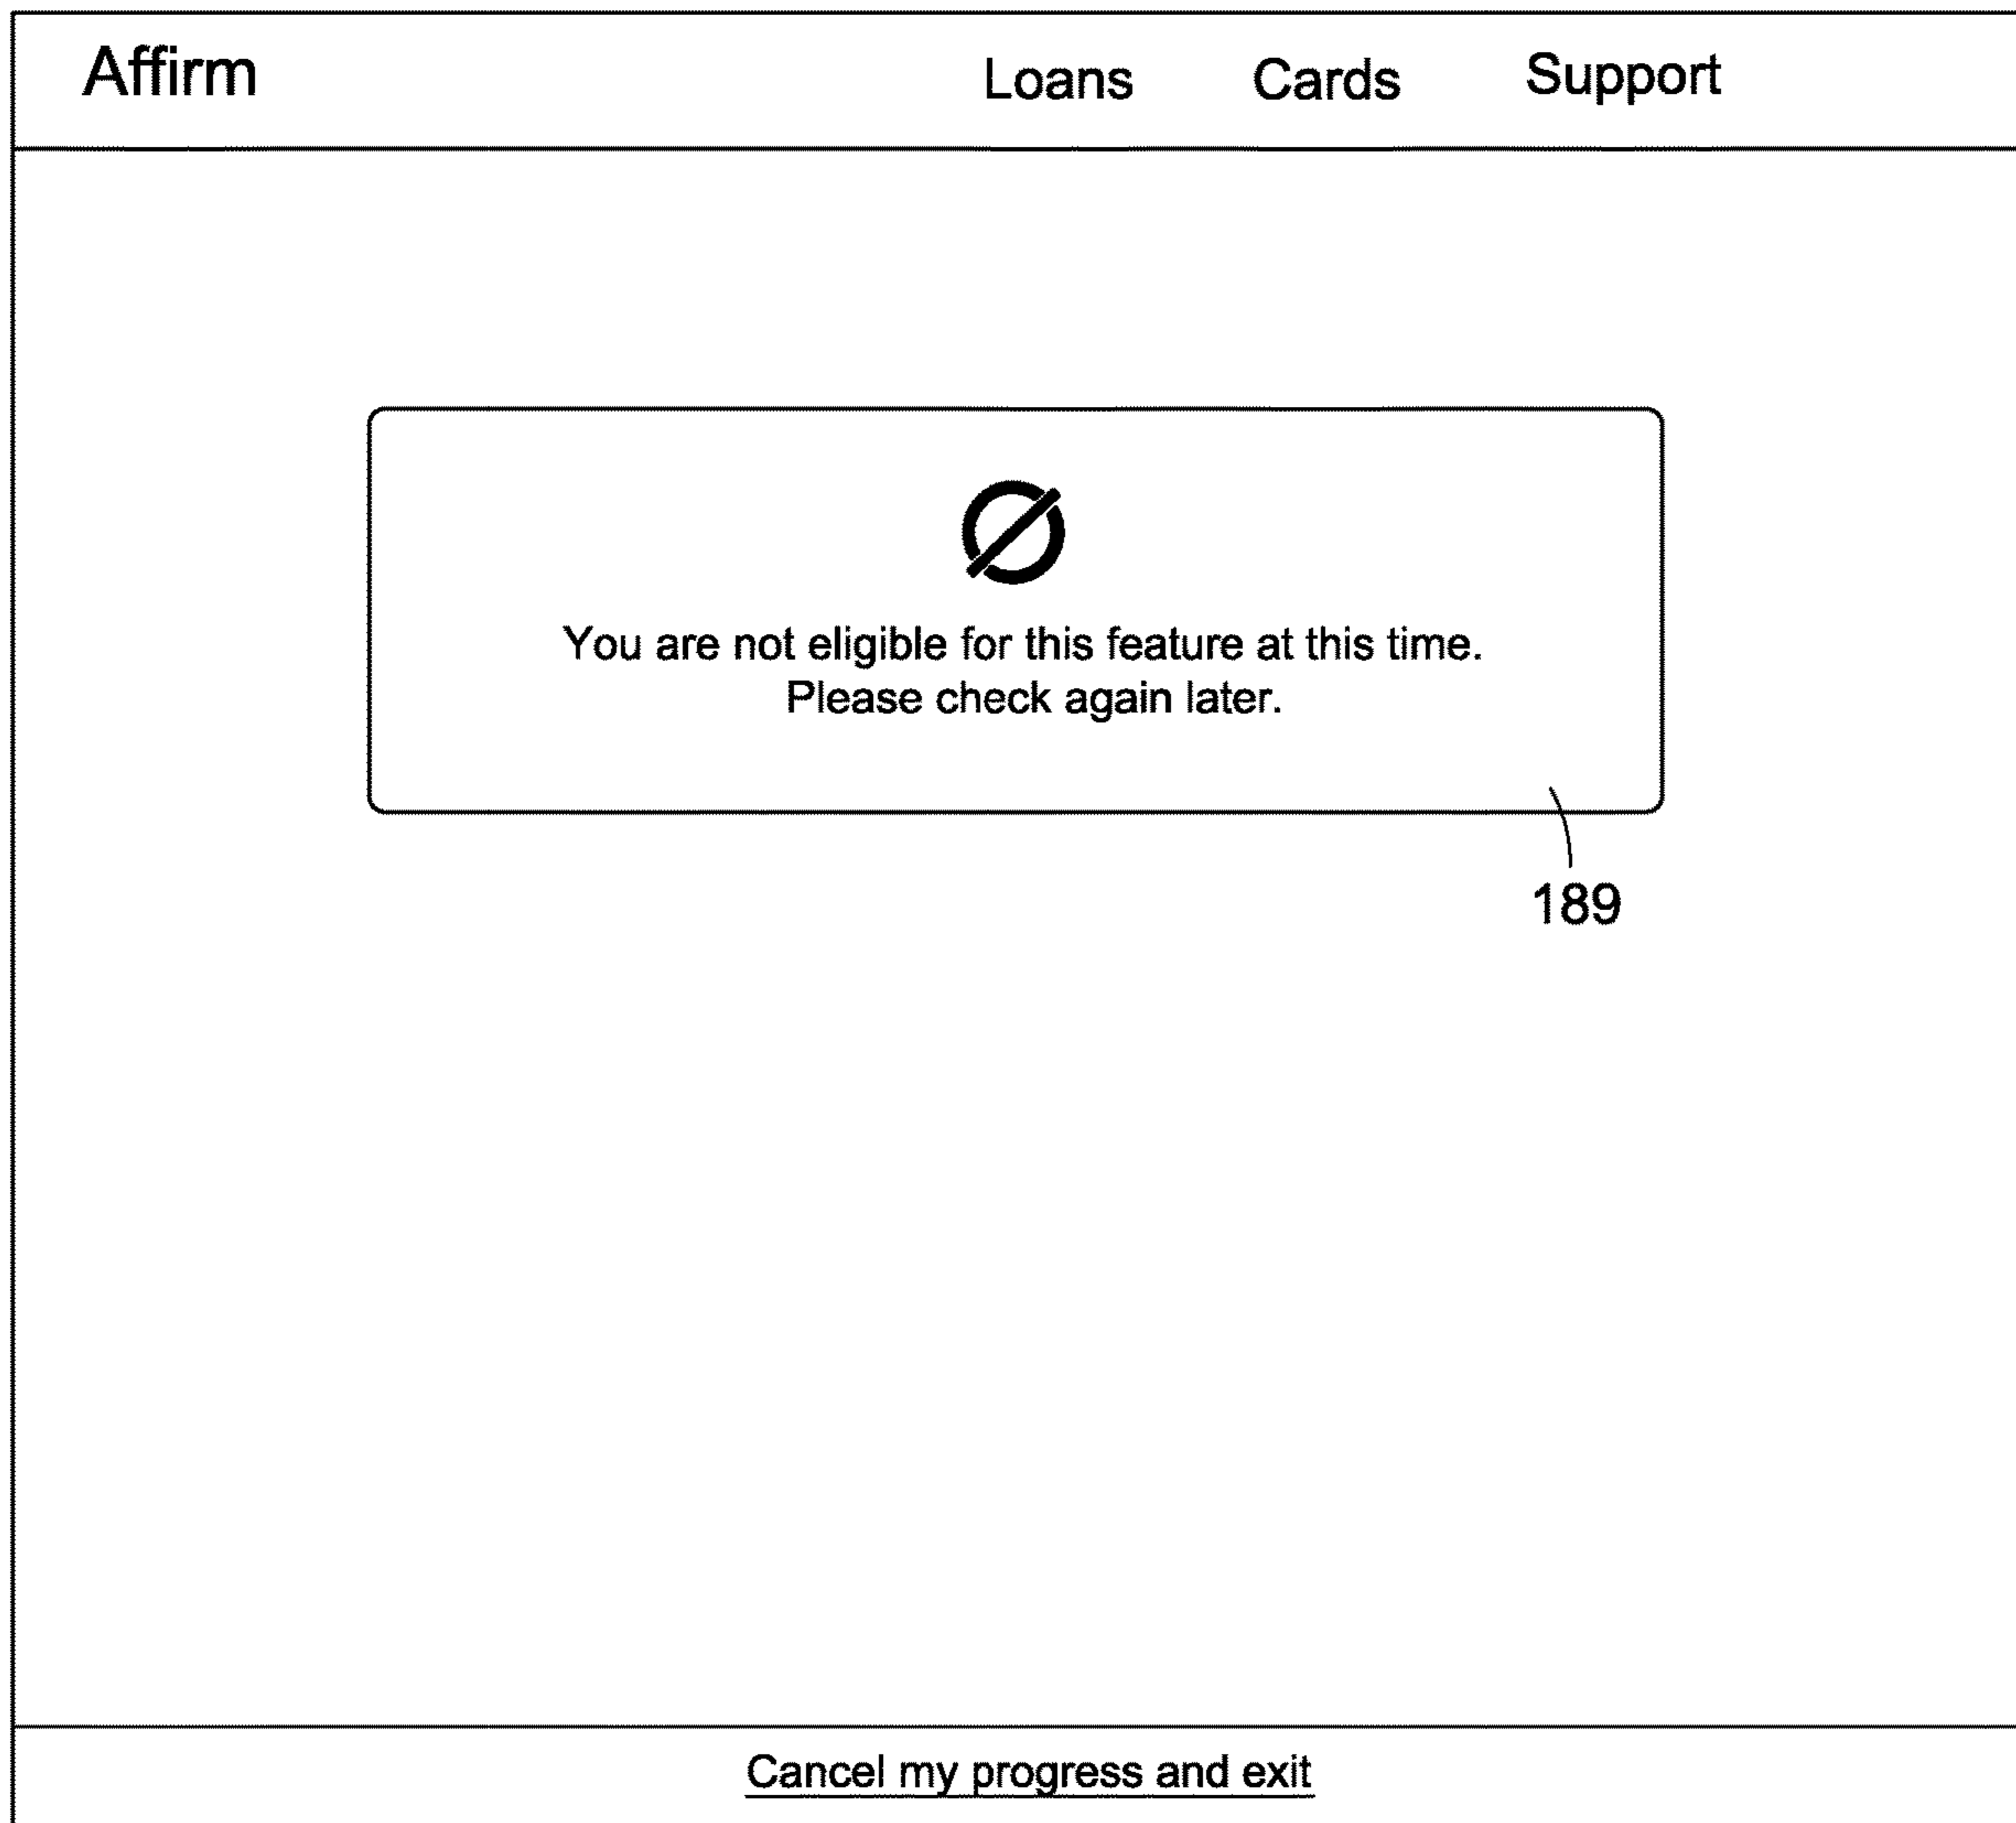 Affirm Loans Cards Support
You are not eligible for this feature at this time.
Please check again later.
189
Cancel my progress and exit